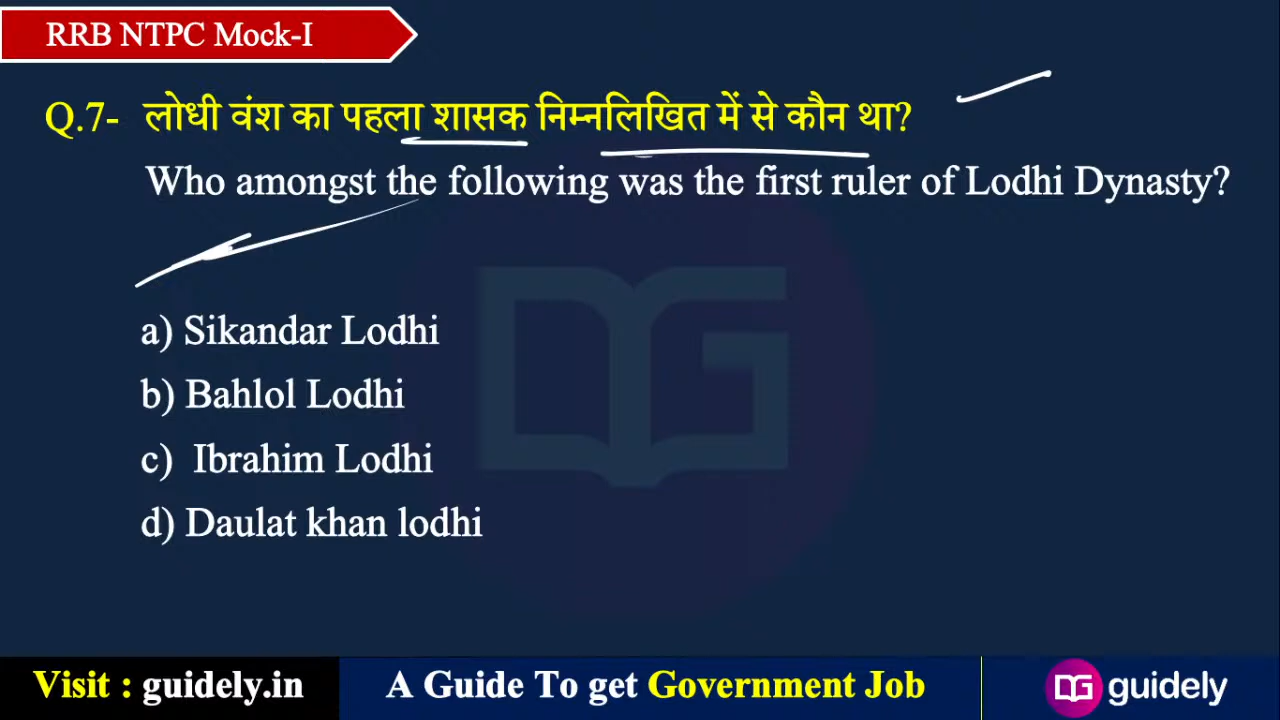 RRB NTPC Mock-I
Q.7- लोधी वंश का पहला शासक निम्नलिखित में से कौन था?
Who amongst the following was the first ruler of Lodhi Dynasty?
a) Sikandar Lodhi
b) Bahlol Lodhi
c) Ibrahim Lodhi
d) Daulat khan lodhi
Visit : guidely.in A Guide To get Government Job guidely